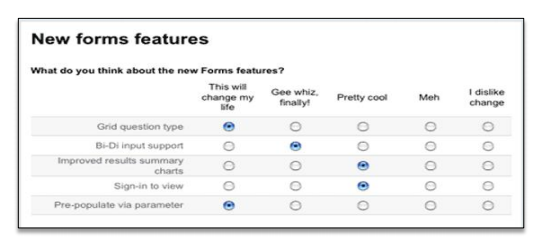 New forms features
What do you think about the new Forms features?
This will change my life
Gee whiz, finally!
Pretty cool
Meh
I dislike change
Grid question type
Bi-Di input support
Improved results summary charts
Sign-in to view
Pre-populate via parameter